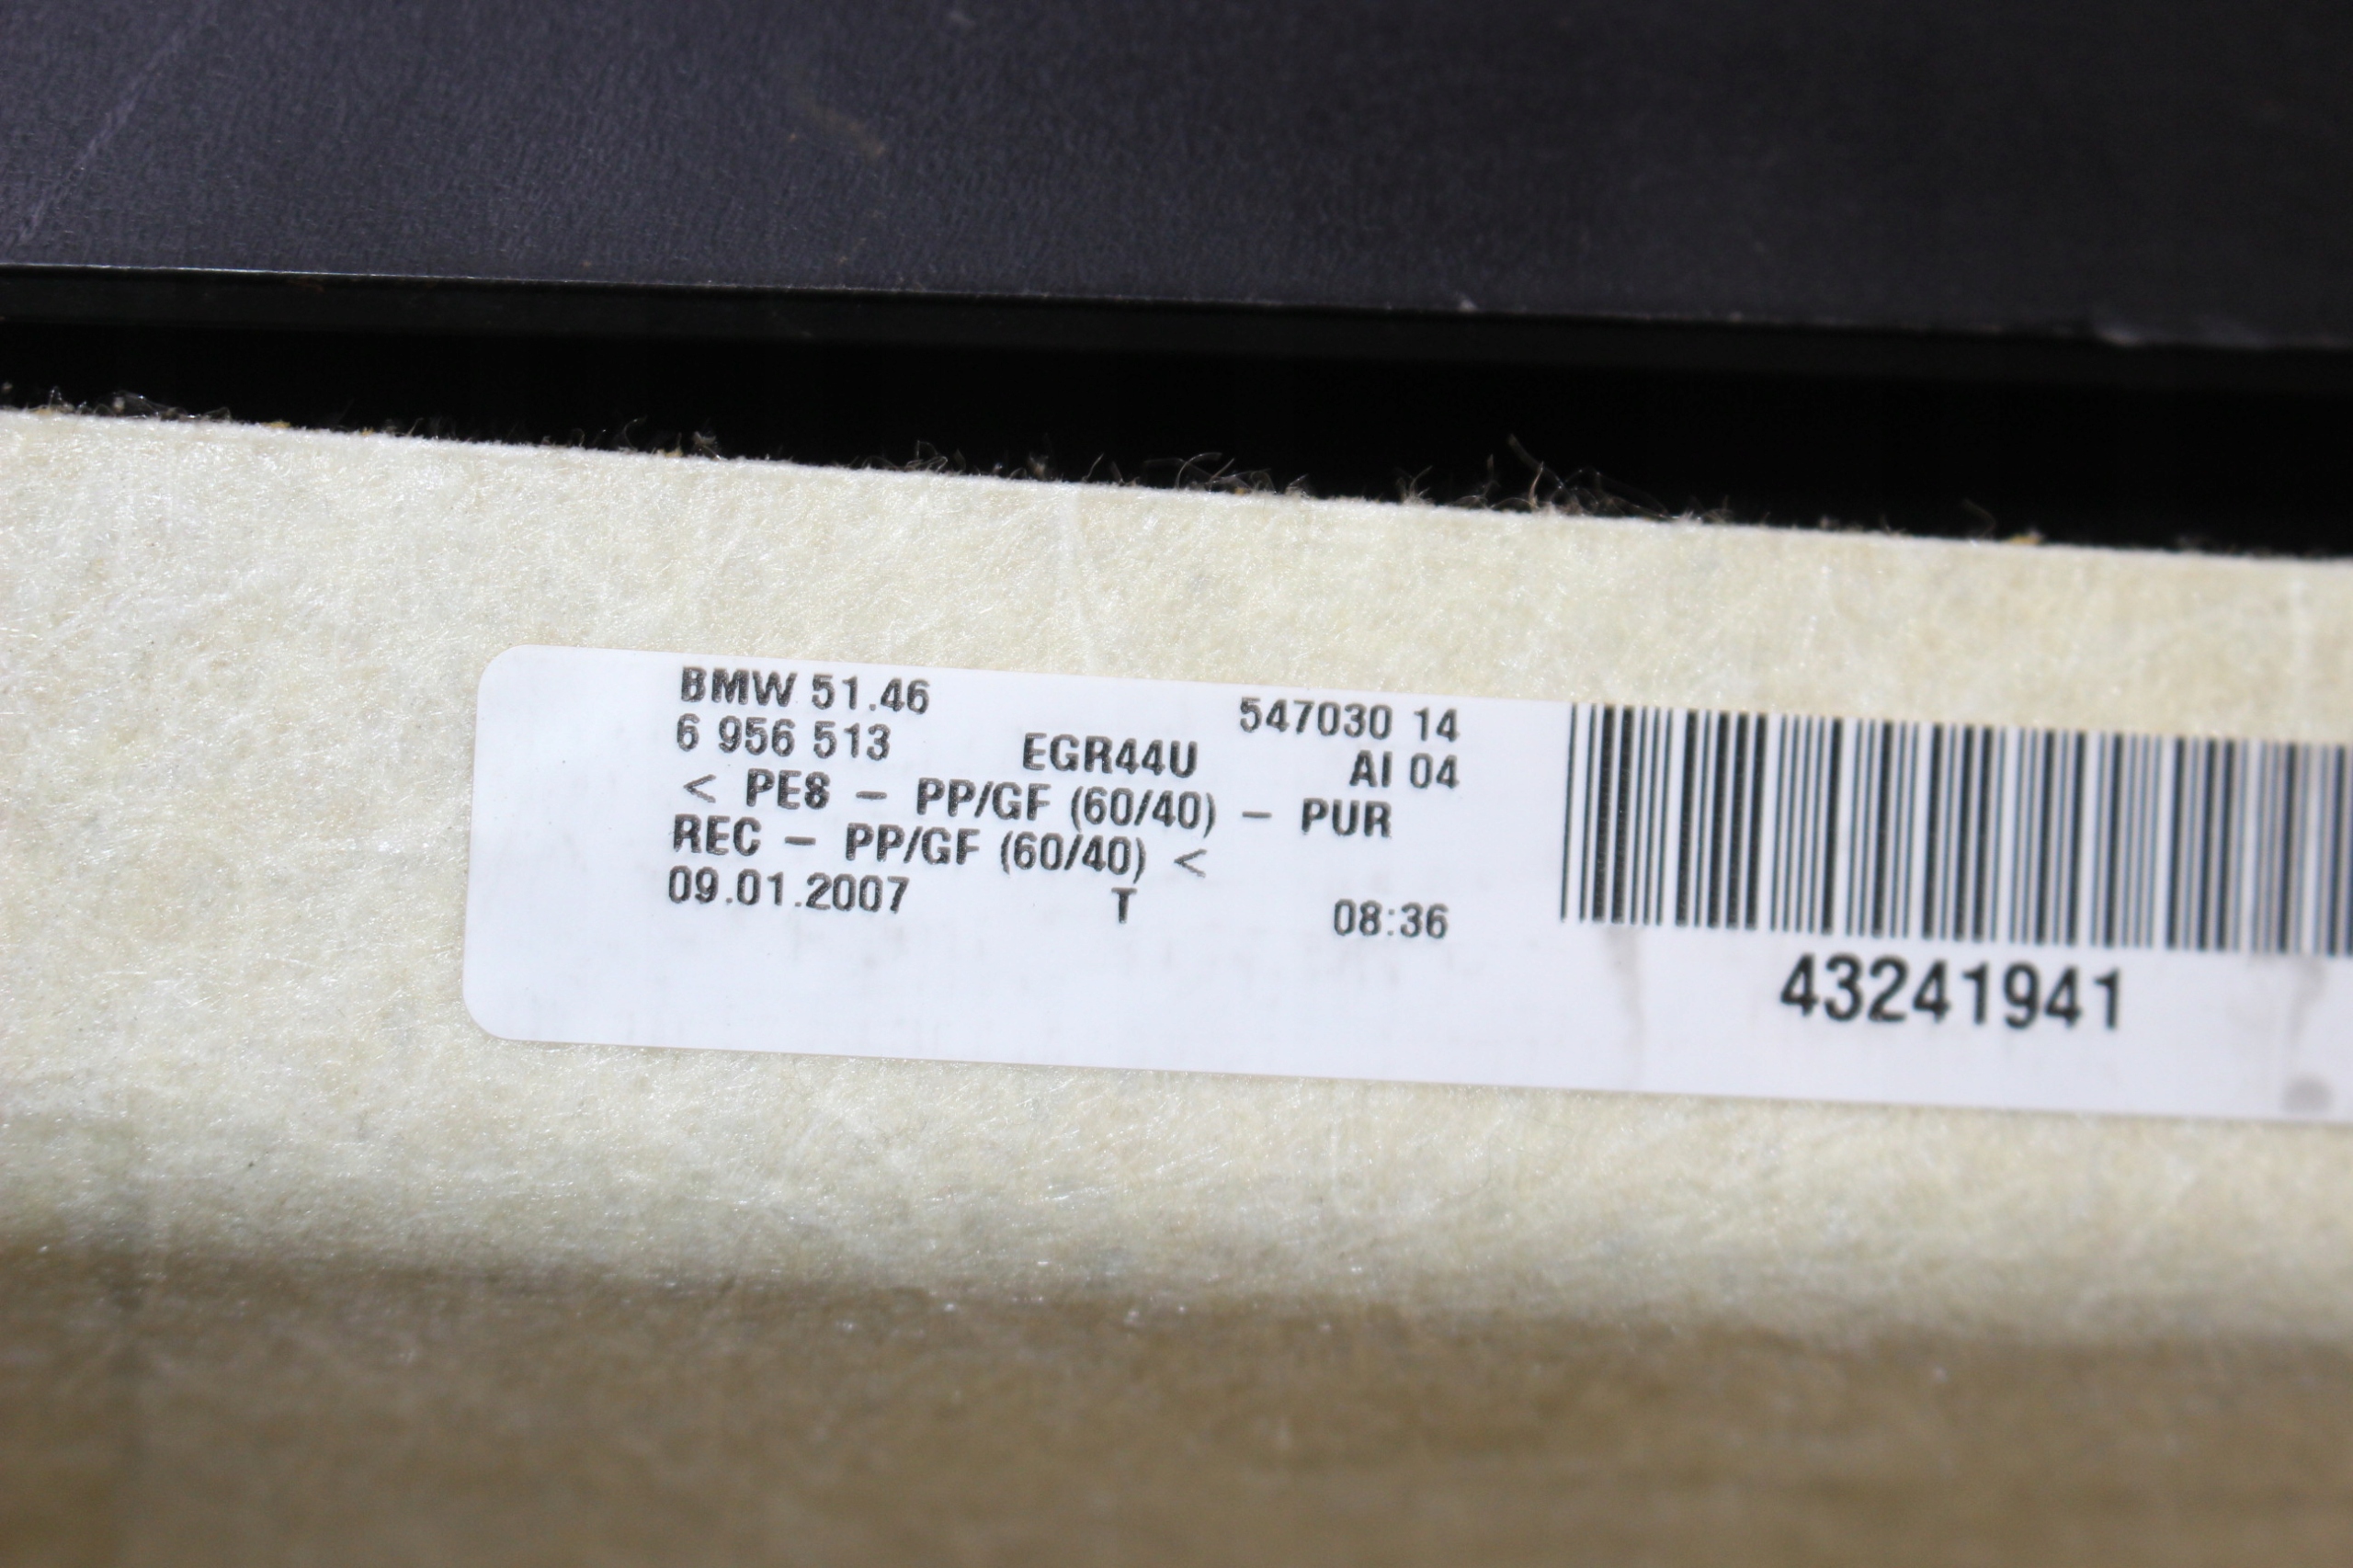 BMW 51.46 547030 14
6 956 513 EGR44U AI 04
< PES - PP/GF (60/40) - PUR
REC - PP/GF (60/40) <
09.01.2007 T 08:36
43241941